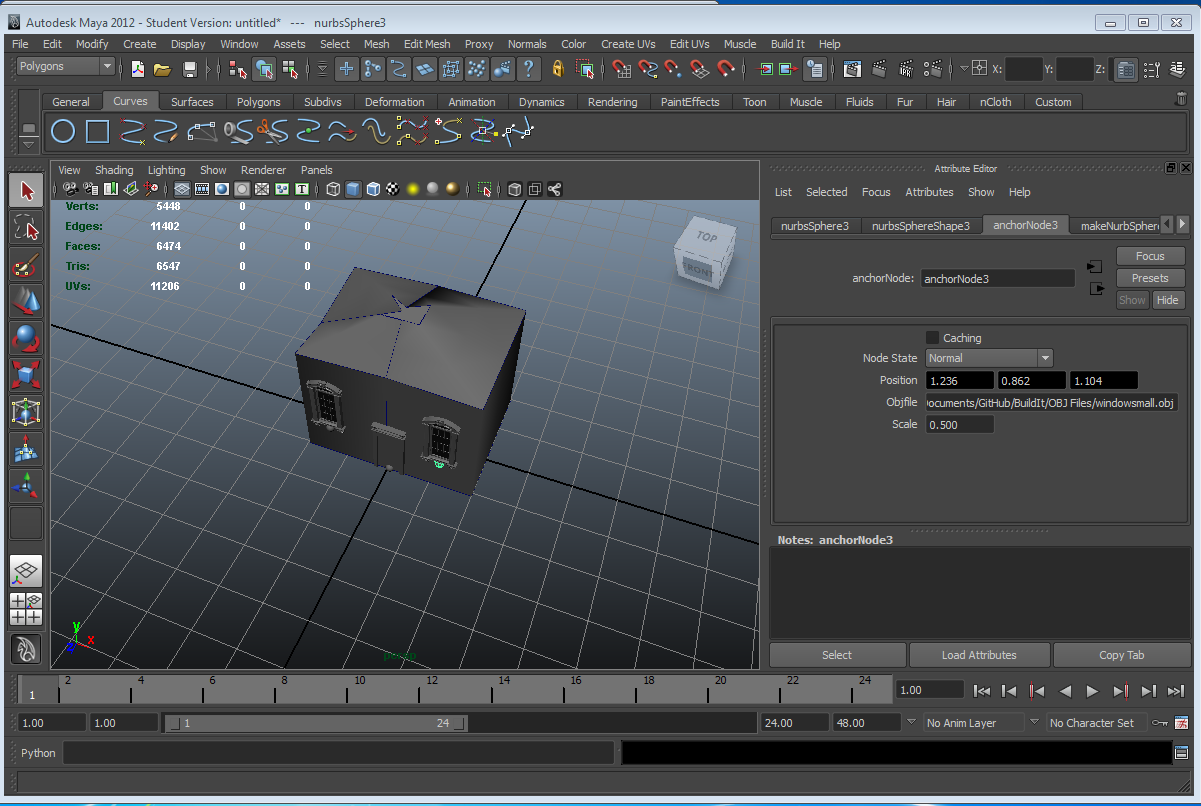 Autodesk Maya 2012 - Student Version: untitled* --- nurbsSphere3
File Edit Modify Create Display Window Assets Select Mesh Edit Mesh Proxy Normals Color Create UVs Edit UVs Muscle Build It Help
Polygons X: Y: Z:
General Curves Surfaces Polygons Subdivs Deformation Animation Dynamics Rendering PaintEffects Toon Muscle Fluids Fur Hair nCloth Custom
View Shading Lighting Show Renderer Panels
Verts: 5448 0 0
Edges: 11402 0 0
Faces: 6474 0 0
Tris: 6547 0 0
UVs: 11206 0 0
TOP
FRONT
y
x
z
persp
Attribute Editor
List Selected Focus Attributes Show Help
nurbsSphere3 nurbsSphereShape3 anchorNode3 makeNurbSpher
anchorNode: anchorNode3
Focus
Presets
Show Hide
Caching
Node State Normal
Position 1.236 0.862 1.104
Objfile ocuments/GitHub/BuildIt/OBJ Files/windowsmall.obj
Scale 0.500
Notes: anchorNode3
Select Load Attributes Copy Tab
1 2 4 6 8 10 12 14 16 18 20 22 24 1.00
1.00 1.00 1 24 24.00 48.00 No Anim Layer No Character Set
Python